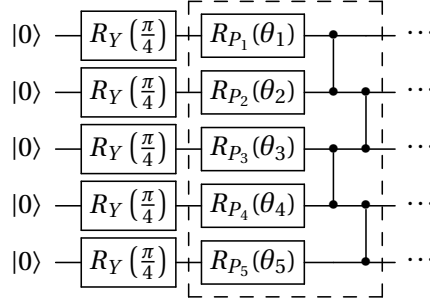 |0⟩ R_Y(π/4) R_{P_1}(θ_1) ⋯
|0⟩ R_Y(π/4) R_{P_2}(θ_2) ⋯
|0⟩ R_Y(π/4) R_{P_3}(θ_3) ⋯
|0⟩ R_Y(π/4) R_{P_4}(θ_4) ⋯
|0⟩ R_Y(π/4) R_{P_5}(θ_5) ⋯